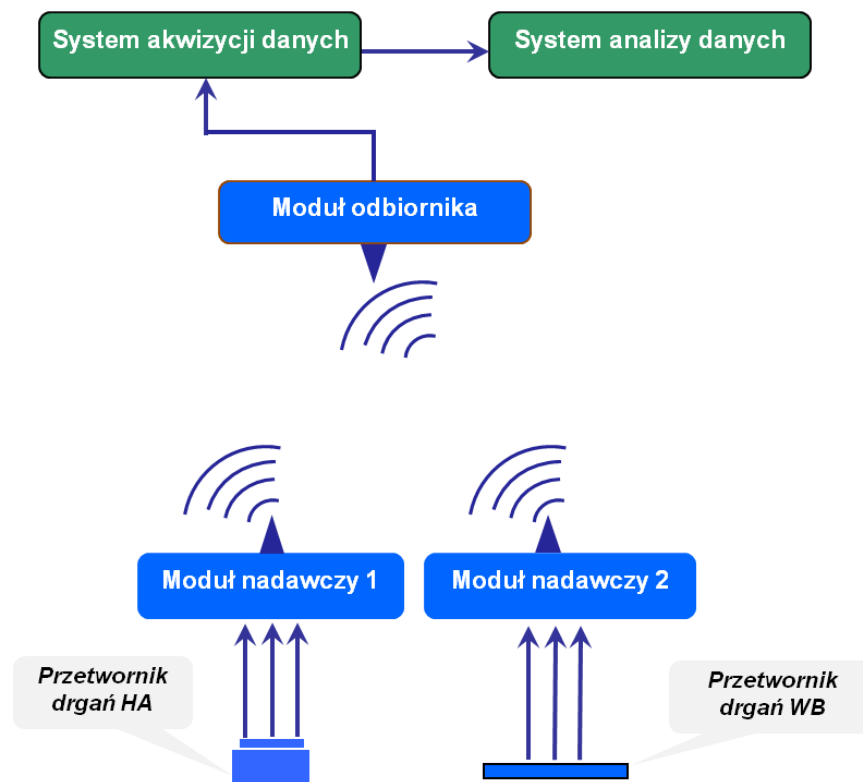 System akwizycji danych
System analizy danych
Moduł odbiornika
Moduł nadawczy 1
Moduł nadawczy 2
Przetwornik
drgań HA
Przetwornik
drgań WB